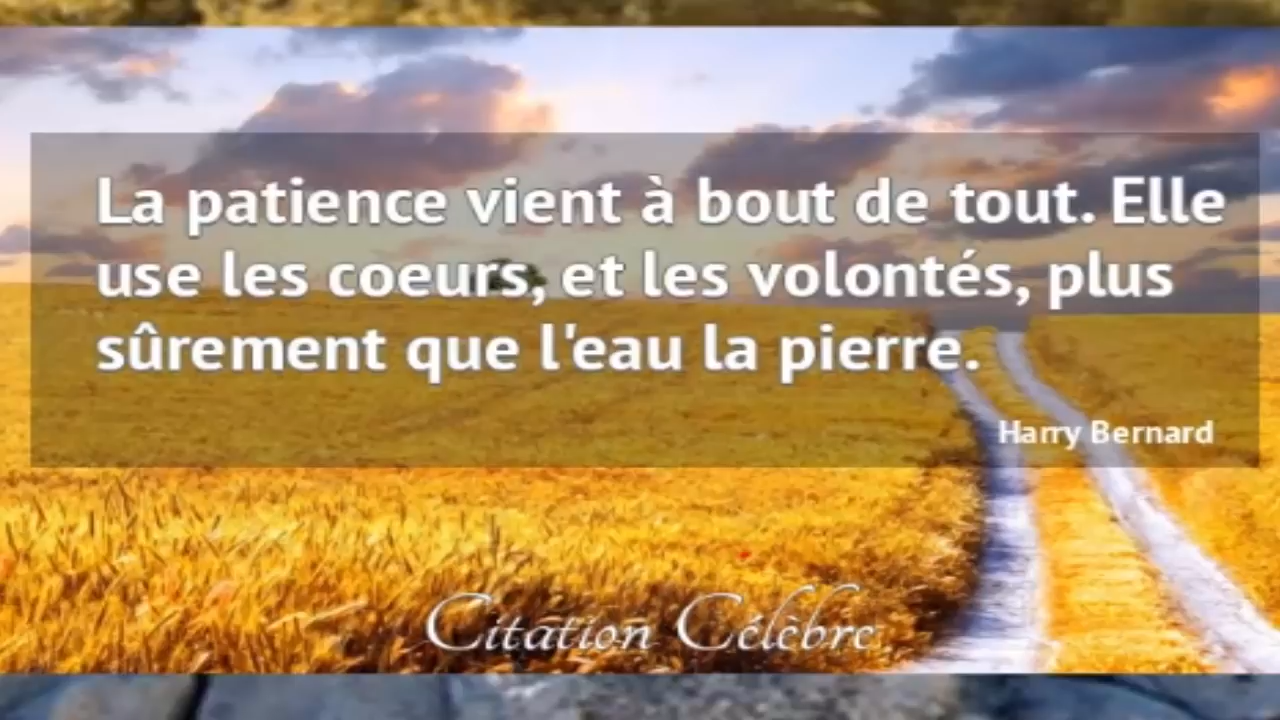 La patience vient à bout de tout. Elle
use les coeurs, et les volontés, plus
sûrement que l'eau la pierre.
Harry Bernard
Citation Célèbre